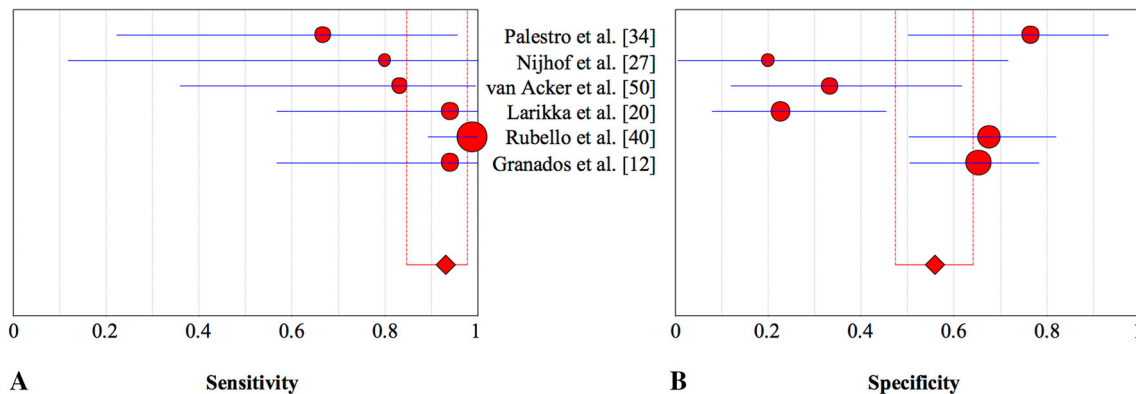 Palestro et al. [34]
Nijhof et al. [27]
van Acker et al. [50]
Larikka et al. [20]
Rubello et al. [40]
Granados et al. [12]
0 0.2 0.4 0.6 0.8 1
0 0.2 0.4 0.6 0.8 1
A Sensitivity
B Specificity